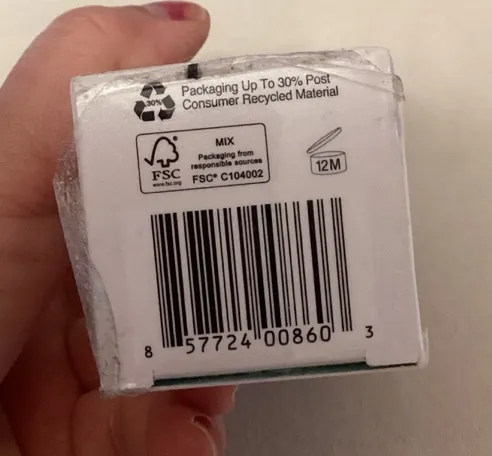 30%
Packaging Up To 30% Post
Consumer Recycled Material
FSC
www.fsc.org
MIX
Packaging from
responsible sources
FSC® C104002
12M
8 57724 00860 3